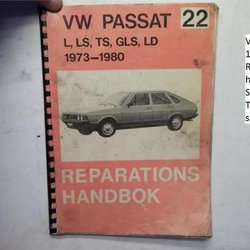 VW PASSAT 22
L, LS, TS, GLS, LD
1973–1980
REPARATIONS
HANDBOK